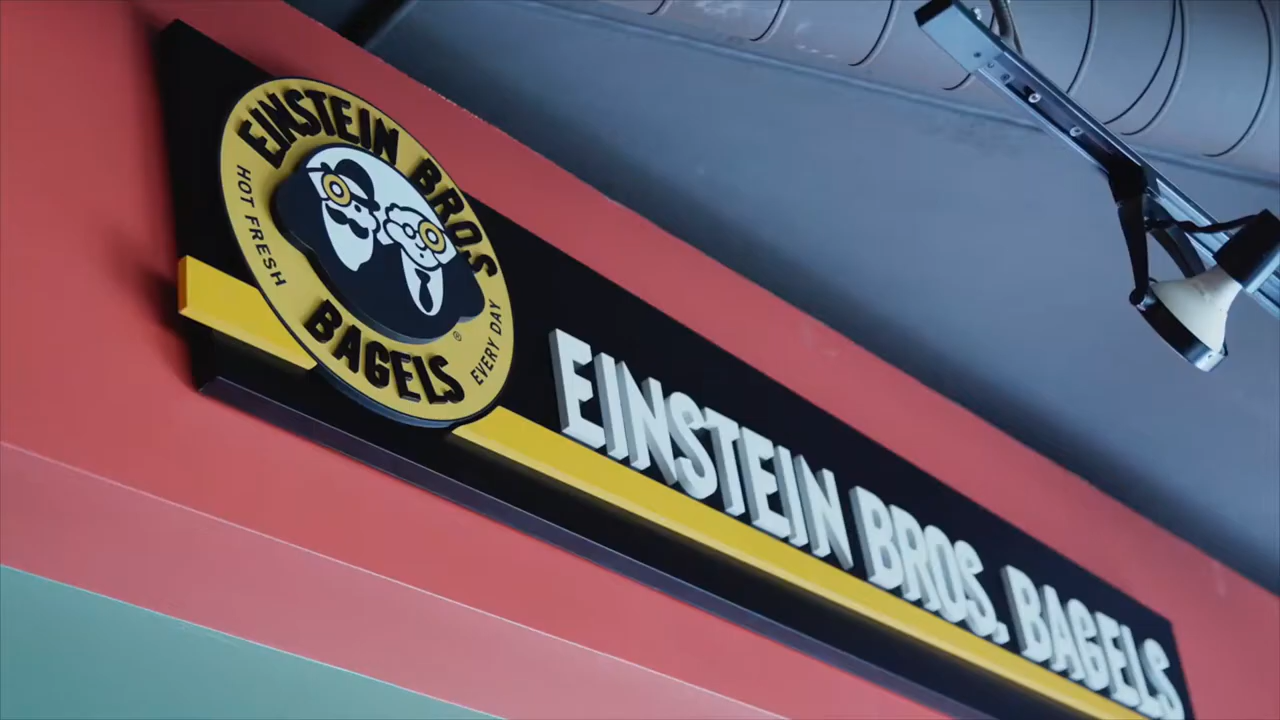 EINSTEIN BROS
HOT FRESH
BAGELS
®
EVERY DAY
EINSTEIN BROS. BAGELS